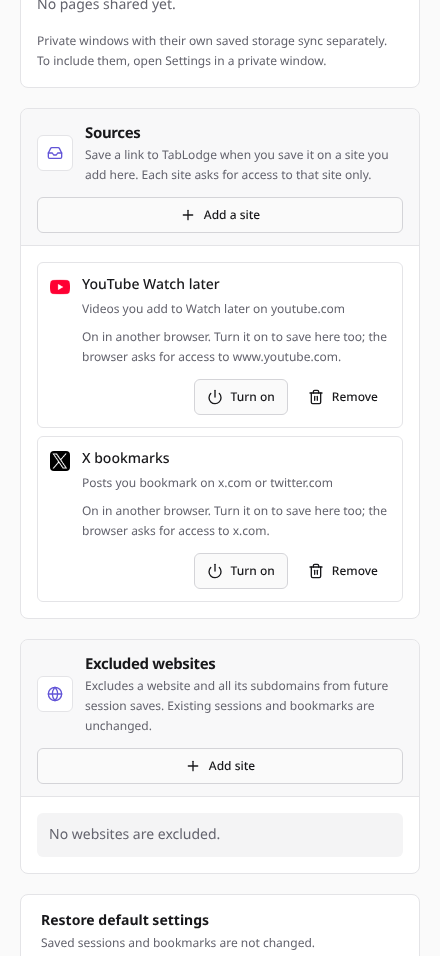 No pages shared yet.
Private windows with their own saved storage sync separately.
To include them, open Settings in a private window.
Sources
Save a link to TabLodge when you save it on a site you
add here. Each site asks for access to that site only.
Add a site
YouTube Watch later
Videos you add to Watch later on youtube.com
On in another browser. Turn it on to save here too; the
browser asks for access to www.youtube.com.
Turn on
Remove
X bookmarks
Posts you bookmark on x.com or twitter.com
On in another browser. Turn it on to save here too; the
browser asks for access to x.com.
Turn on
Remove
Excluded websites
Excludes a website and all its subdomains from future
session saves. Existing sessions and bookmarks are
unchanged.
Add site
No websites are excluded.
Restore default settings
Saved sessions and bookmarks are not changed.